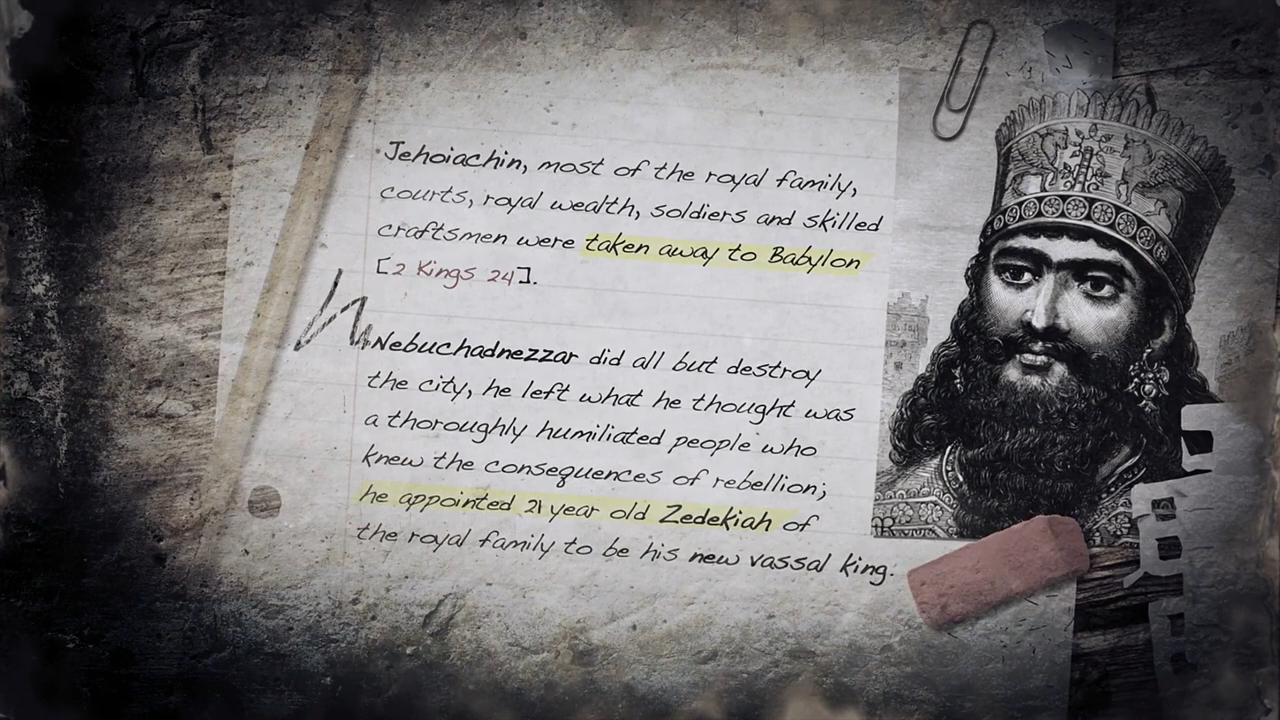 Jehoiachin, most of the royal family,
courts, royal wealth, soldiers and skilled
craftsmen were taken away to Babylon
[2 Kings 24].
Nebuchadnezzar did all but destroy
the city, he left what he thought was
a thoroughly humiliated people who
knew the consequences of rebellion;
he appointed 21 year old Zedekiah of
the royal family to be his new vassal king.